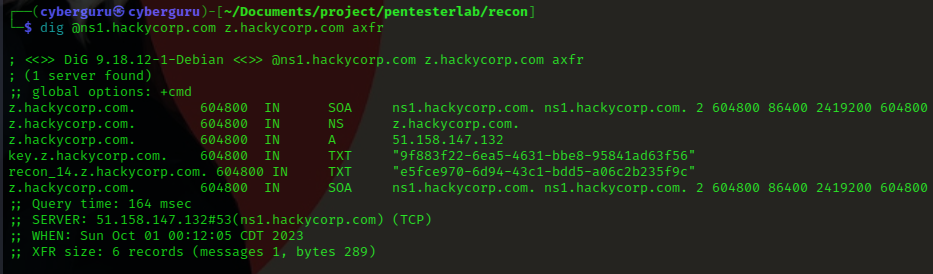 ┌──(cyberguru㉿cyberguru)-[~/Documents/project/pentesterlab/recon]
└─$ dig @ns1.hackycorp.com z.hackycorp.com axfr
; <<>> DiG 9.18.12-1-Debian <<>> @ns1.hackycorp.com z.hackycorp.com axfr
; (1 server found)
;; global options: +cmd
z.hackycorp.com. 604800 IN SOA ns1.hackycorp.com. ns1.hackycorp.com. 2 604800 86400 2419200 604800
z.hackycorp.com. 604800 IN NS z.hackycorp.com.
z.hackycorp.com. 604800 IN A 51.158.147.132
key.z.hackycorp.com. 604800 IN TXT "9f883f22-6ea5-4631-bbe8-95841ad63f56"
recon_14.z.hackycorp.com. 604800 IN TXT "e5fce970-6d94-43c1-bdd5-a06c2b235f9c"
z.hackycorp.com. 604800 IN SOA ns1.hackycorp.com. ns1.hackycorp.com. 2 604800 86400 2419200 604800
;; Query time: 164 msec
;; SERVER: 51.158.147.132#53(ns1.hackycorp.com) (TCP)
;; WHEN: Sun Oct 01 00:12:05 CDT 2023
;; XFR size: 6 records (messages 1, bytes 289)